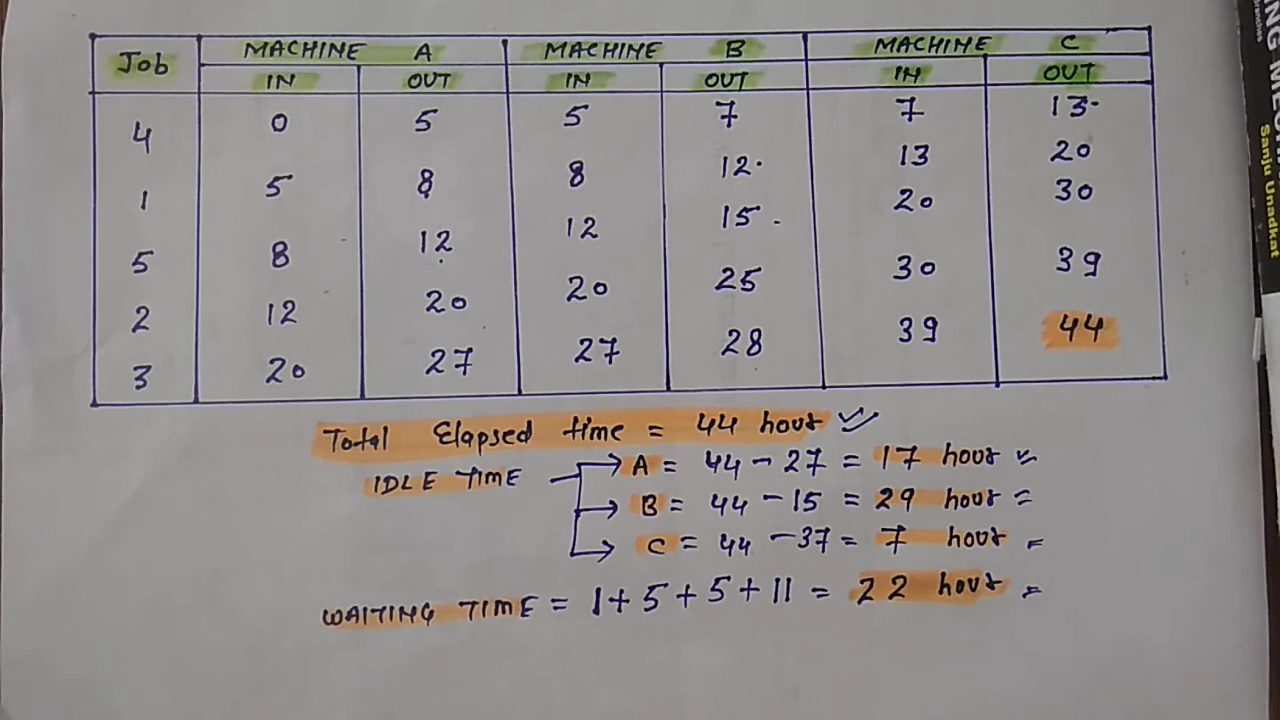 Job MACHINE A MACHINE B MACHINE C
IN OUT IN OUT IN OUT
4 0 5 5 7 7 13
1 5 8 8 12 13 20
5 8 12 12 15 20 30
2 12 20 20 25 30 39
3 20 27 27 28 39 44
Total Elapsed time = 44 hour
IDLE TIME → A = 44 - 27 = 17 hour
→ B = 44 - 15 = 29 hour
→ C = 44 - 37 = 7 hour
WAITING TIME = 1 + 5 + 5 + 11 = 22 hour
Sanju Unadkat